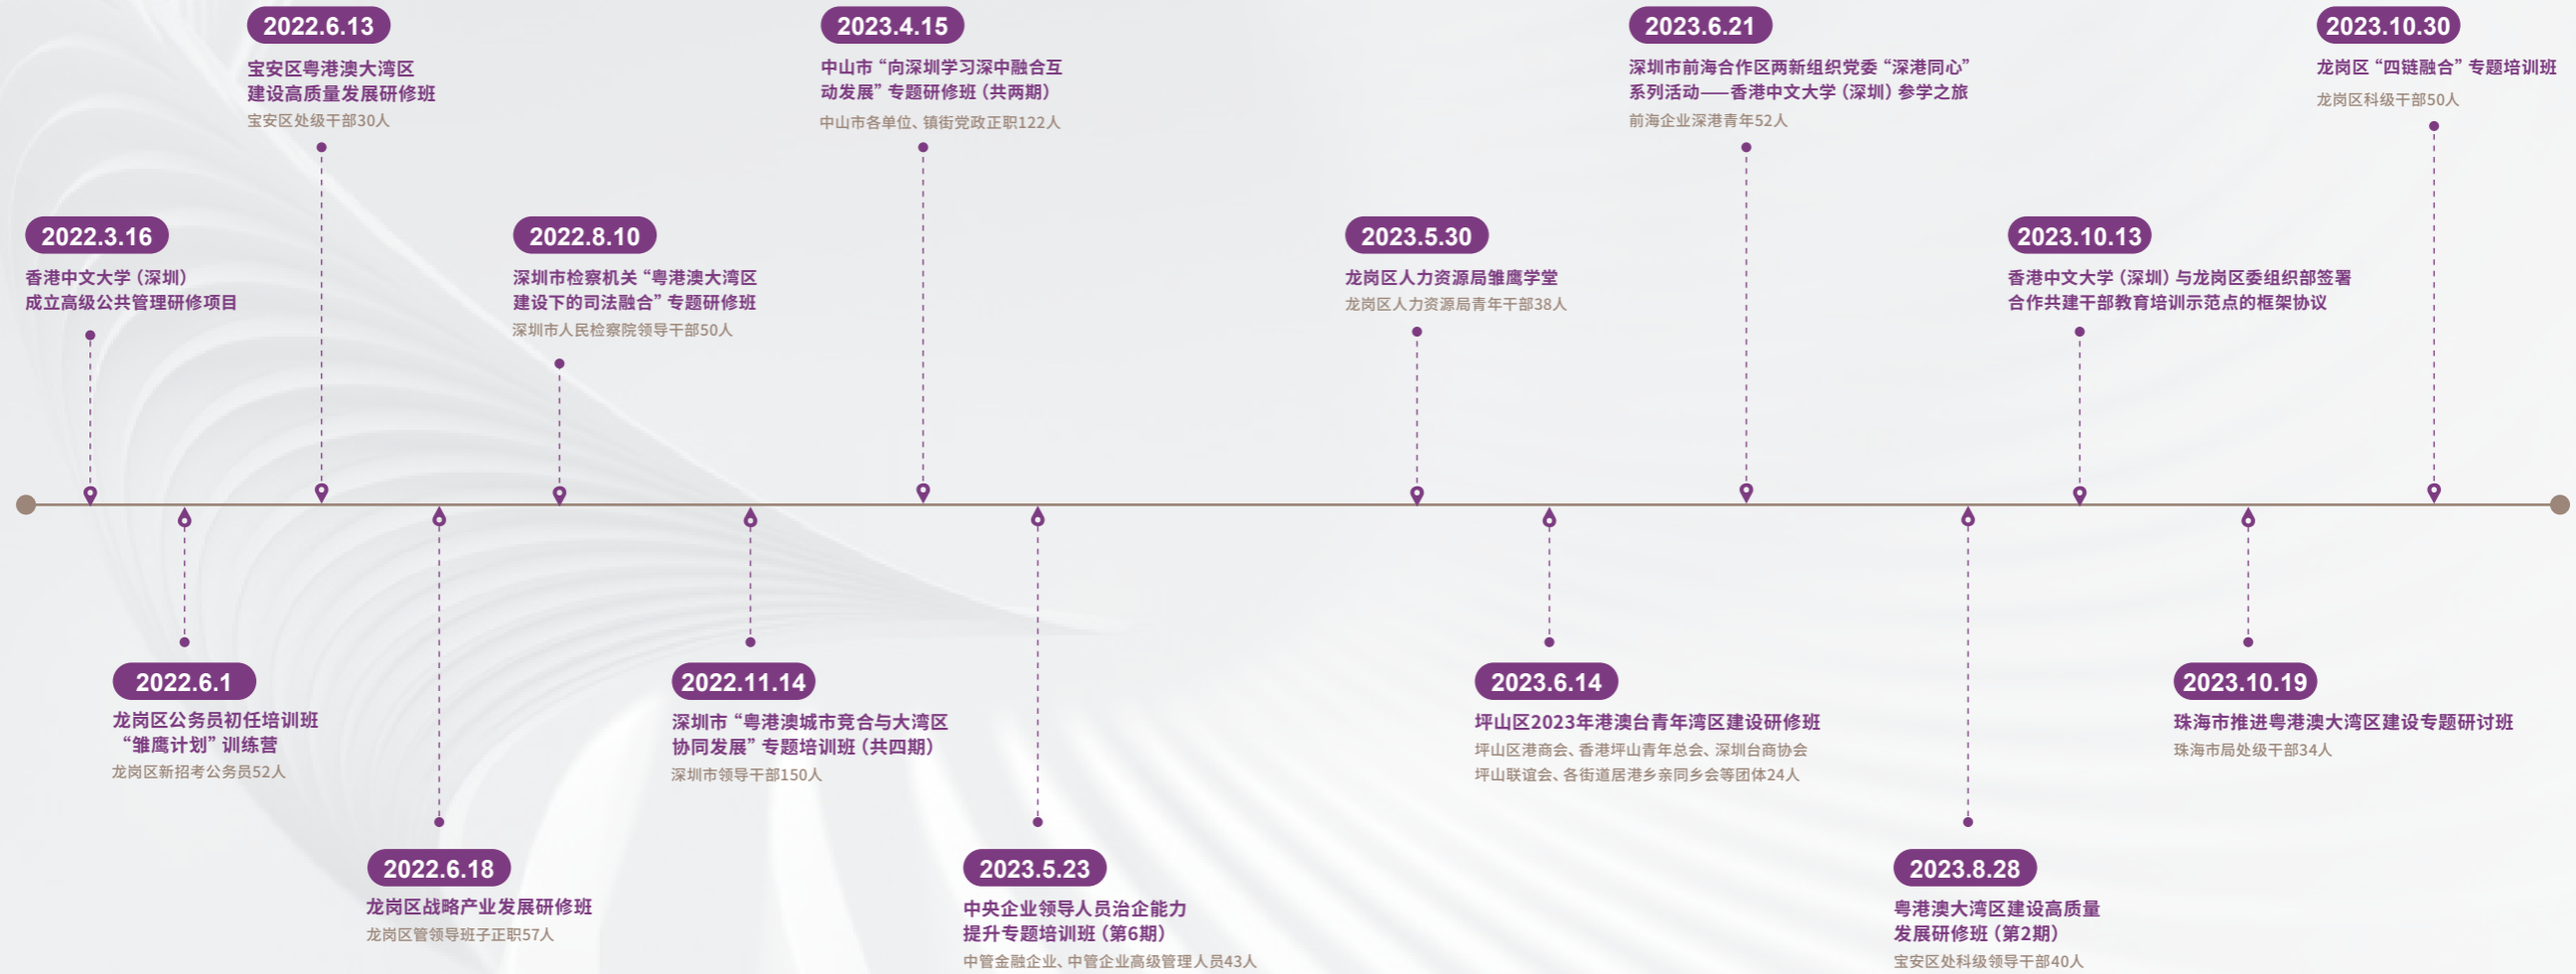 2022.3.16
香港中文大学（深圳）
成立高级公共管理研修项目
2022.6.1
龙岗区公务员初任培训班
“雏鹰计划”训练营
龙岗区新招考公务员52人
2022.6.13
宝安区粤港澳大湾区
建设高质量发展研修班
宝安区处级干部30人
2022.6.18
龙岗区战略产业发展研修班
龙岗区管领导班子正职57人
2022.8.10
深圳市检察机关“粤港澳大湾区
建设下的司法融合”专题研修班
深圳市人民检察院领导干部50人
2022.11.14
深圳市“粤港澳城市竞合与大湾区
协同发展”专题培训班（共四期）
深圳市领导干部150人
2023.4.15
中山市“向深圳学习深中融合互
动发展”专题研修班（共两期）
中山市各单位、镇街党政正职122人
2023.5.23
中央企业领导人员治企能力
提升专题培训班（第6期）
中管金融企业、中管企业高级管理人员43人
2023.5.30
龙岗区人力资源局雏鹰学堂
龙岗区人力资源局青年干部38人
2023.6.14
坪山区2023年港澳台青年湾区建设研修班
坪山区港商会、香港坪山青年总会、深圳台商协会
坪山联谊会、各街道居港乡亲同乡会等团体24人
2023.6.21
深圳市前海合作区两新组织党委“深港同心”
系列活动——香港中文大学（深圳）参学之旅
前海企业深港青年52人
2023.8.28
粤港澳大湾区建设高质量
发展研修班（第2期）
宝安区处科级领导干部40人
2023.10.13
香港中文大学（深圳）与龙岗区委组织部签署
合作共建干部教育培训示范点的框架协议
2023.10.19
珠海市推进粤港澳大湾区建设专题研讨班
珠海市局处级干部34人
2023.10.30
龙岗区“四链融合”专题培训班
龙岗区科级干部50人